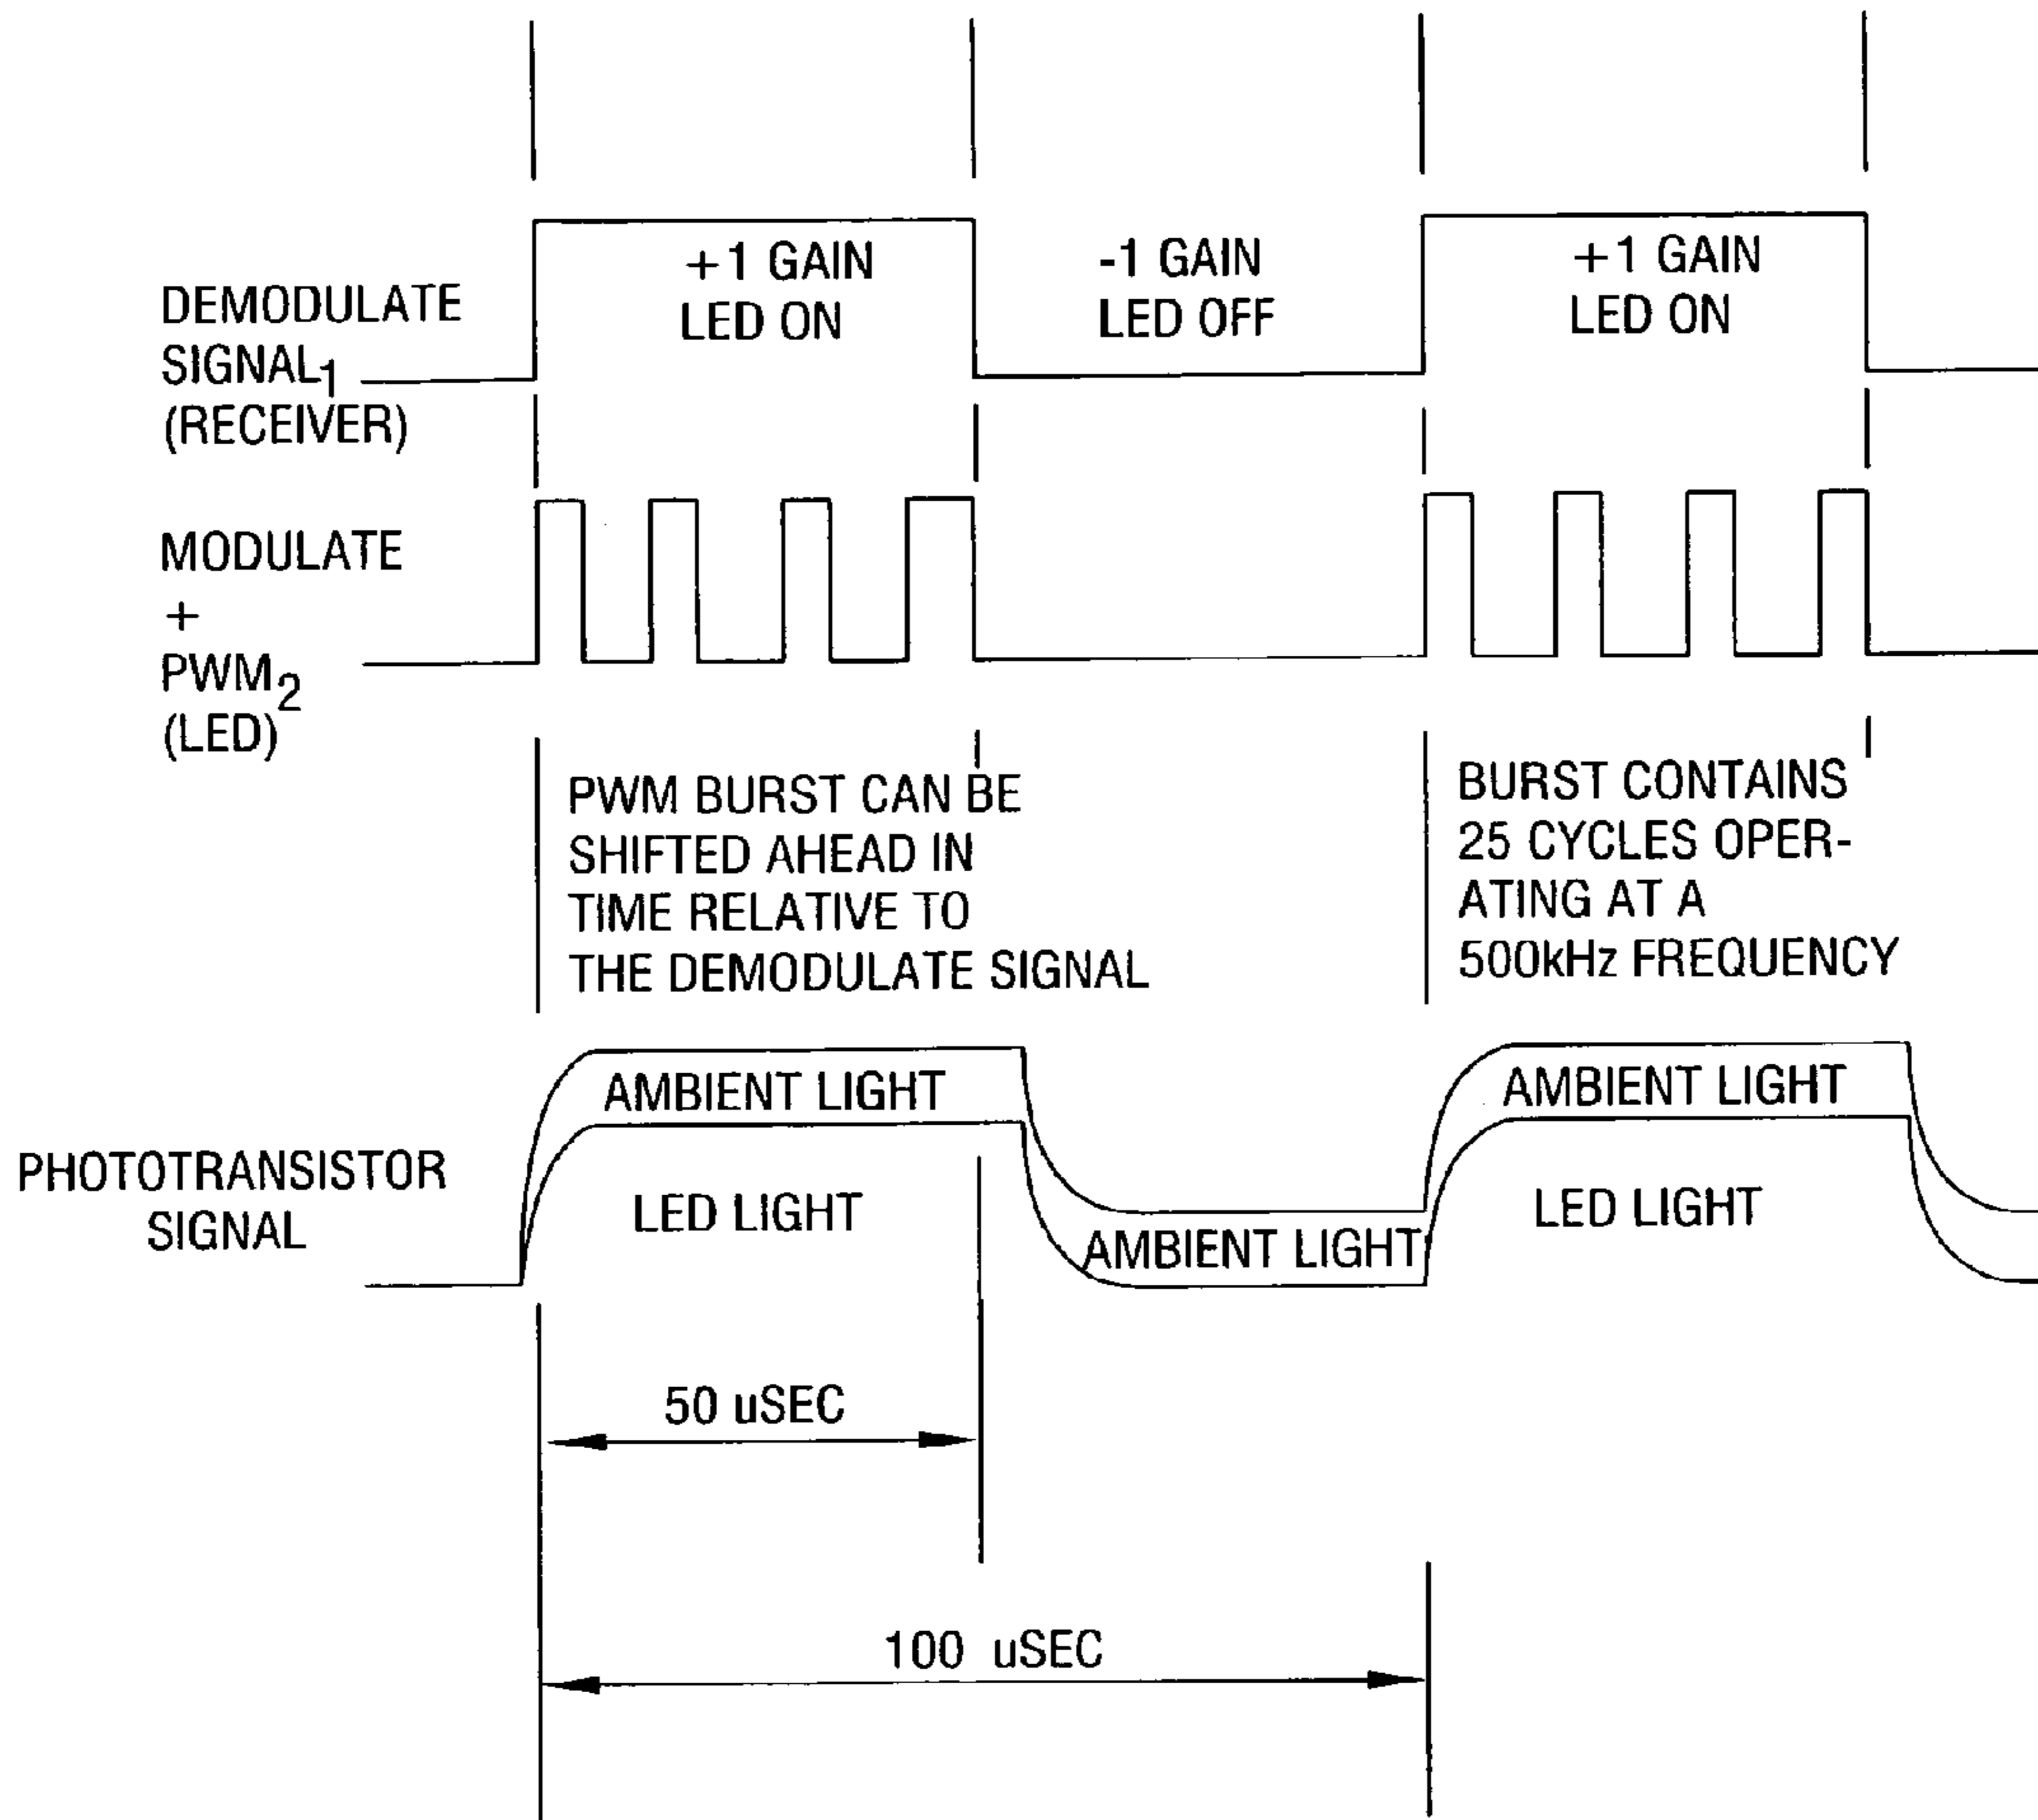 +1 GAIN
LED ON
-1 GAIN
LED OFF
+1 GAIN
LED ON
DEMODULATE
SIGNAL1
(RECEIVER)
MODULATE
+
PWM2
(LED)
PWM BURST CAN BE
SHIFTED AHEAD IN
TIME RELATIVE TO
THE DEMODULATE SIGNAL
BURST CONTAINS
25 CYCLES OPER-
ATING AT A
500kHz FREQUENCY
AMBIENT LIGHT
AMBIENT LIGHT
PHOTOTRANSISTOR
SIGNAL
LED LIGHT
AMBIENT LIGHT
LED LIGHT
50 uSEC
100 uSEC